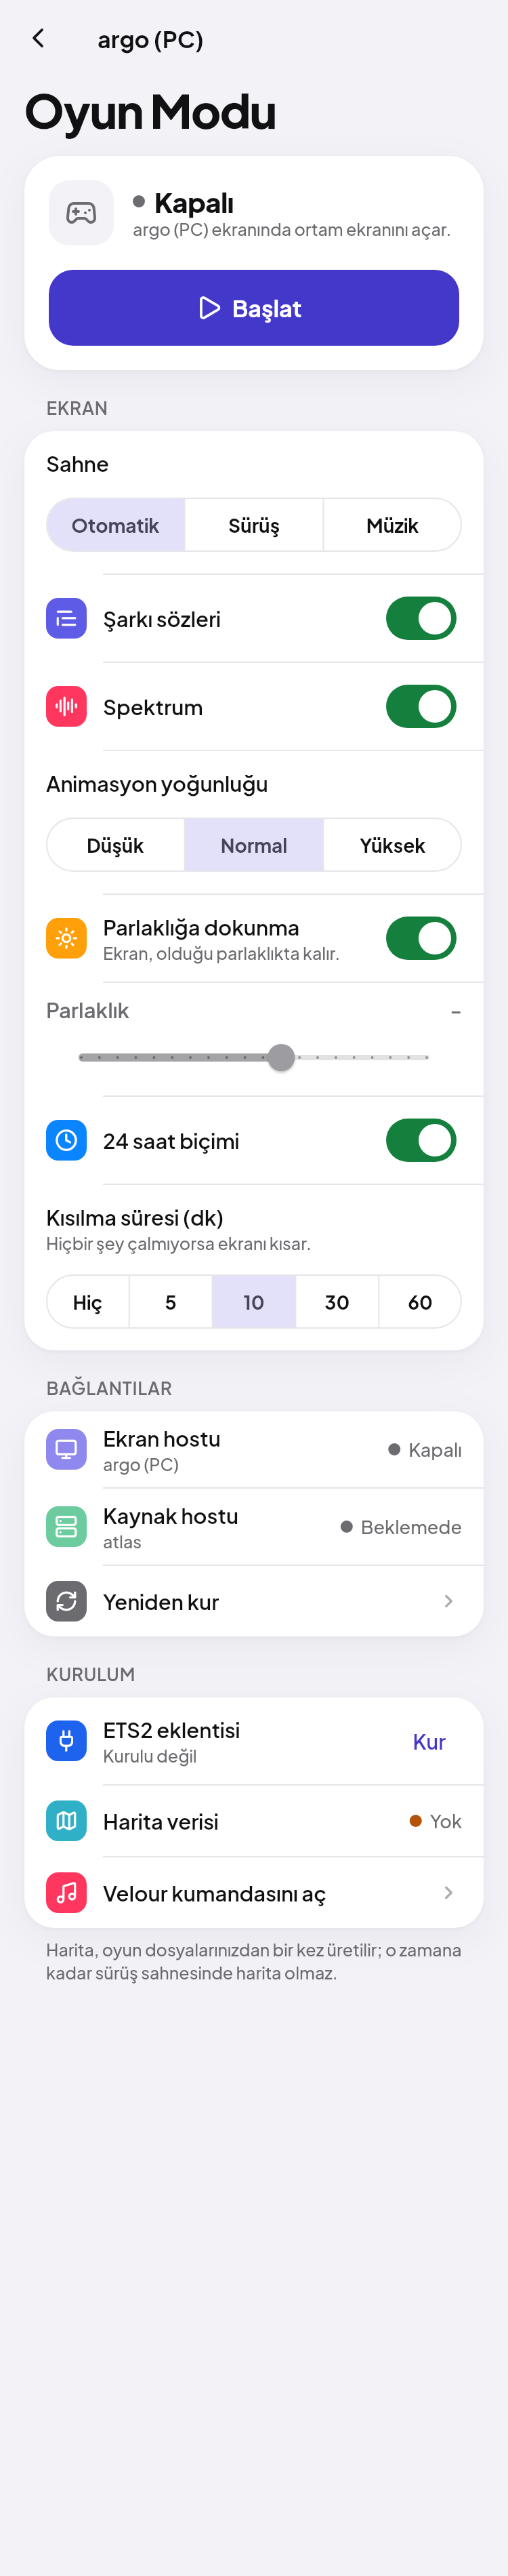 argo (PC)
Oyun Modu
Kapalı
argo (PC) ekranında ortam ekranını açar.
Başlat
EKRAN
Sahne
Otomatik Sürüş Müzik
Şarkı sözleri
Spektrum
Animasyon yoğunluğu
Düşük Normal Yüksek
Parlaklığa dokunma
Ekran, olduğu parlaklıkta kalır.
Parlaklık –
24 saat biçimi
Kısılma süresi (dk)
Hiçbir şey çalmıyorsa ekranı kısar.
Hiç 5 10 30 60
BAĞLANTILAR
Ekran hostu
argo (PC)
Kapalı
Kaynak hostu
atlas
Beklemede
Yeniden kur
KURULUM
ETS2 eklentisi
Kurulu değil
Kur
Harita verisi Yok
Velour kumandasını aç
Harita, oyun dosyalarınızdan bir kez üretilir; o zamana
kadar sürüş sahnesinde harita olmaz.